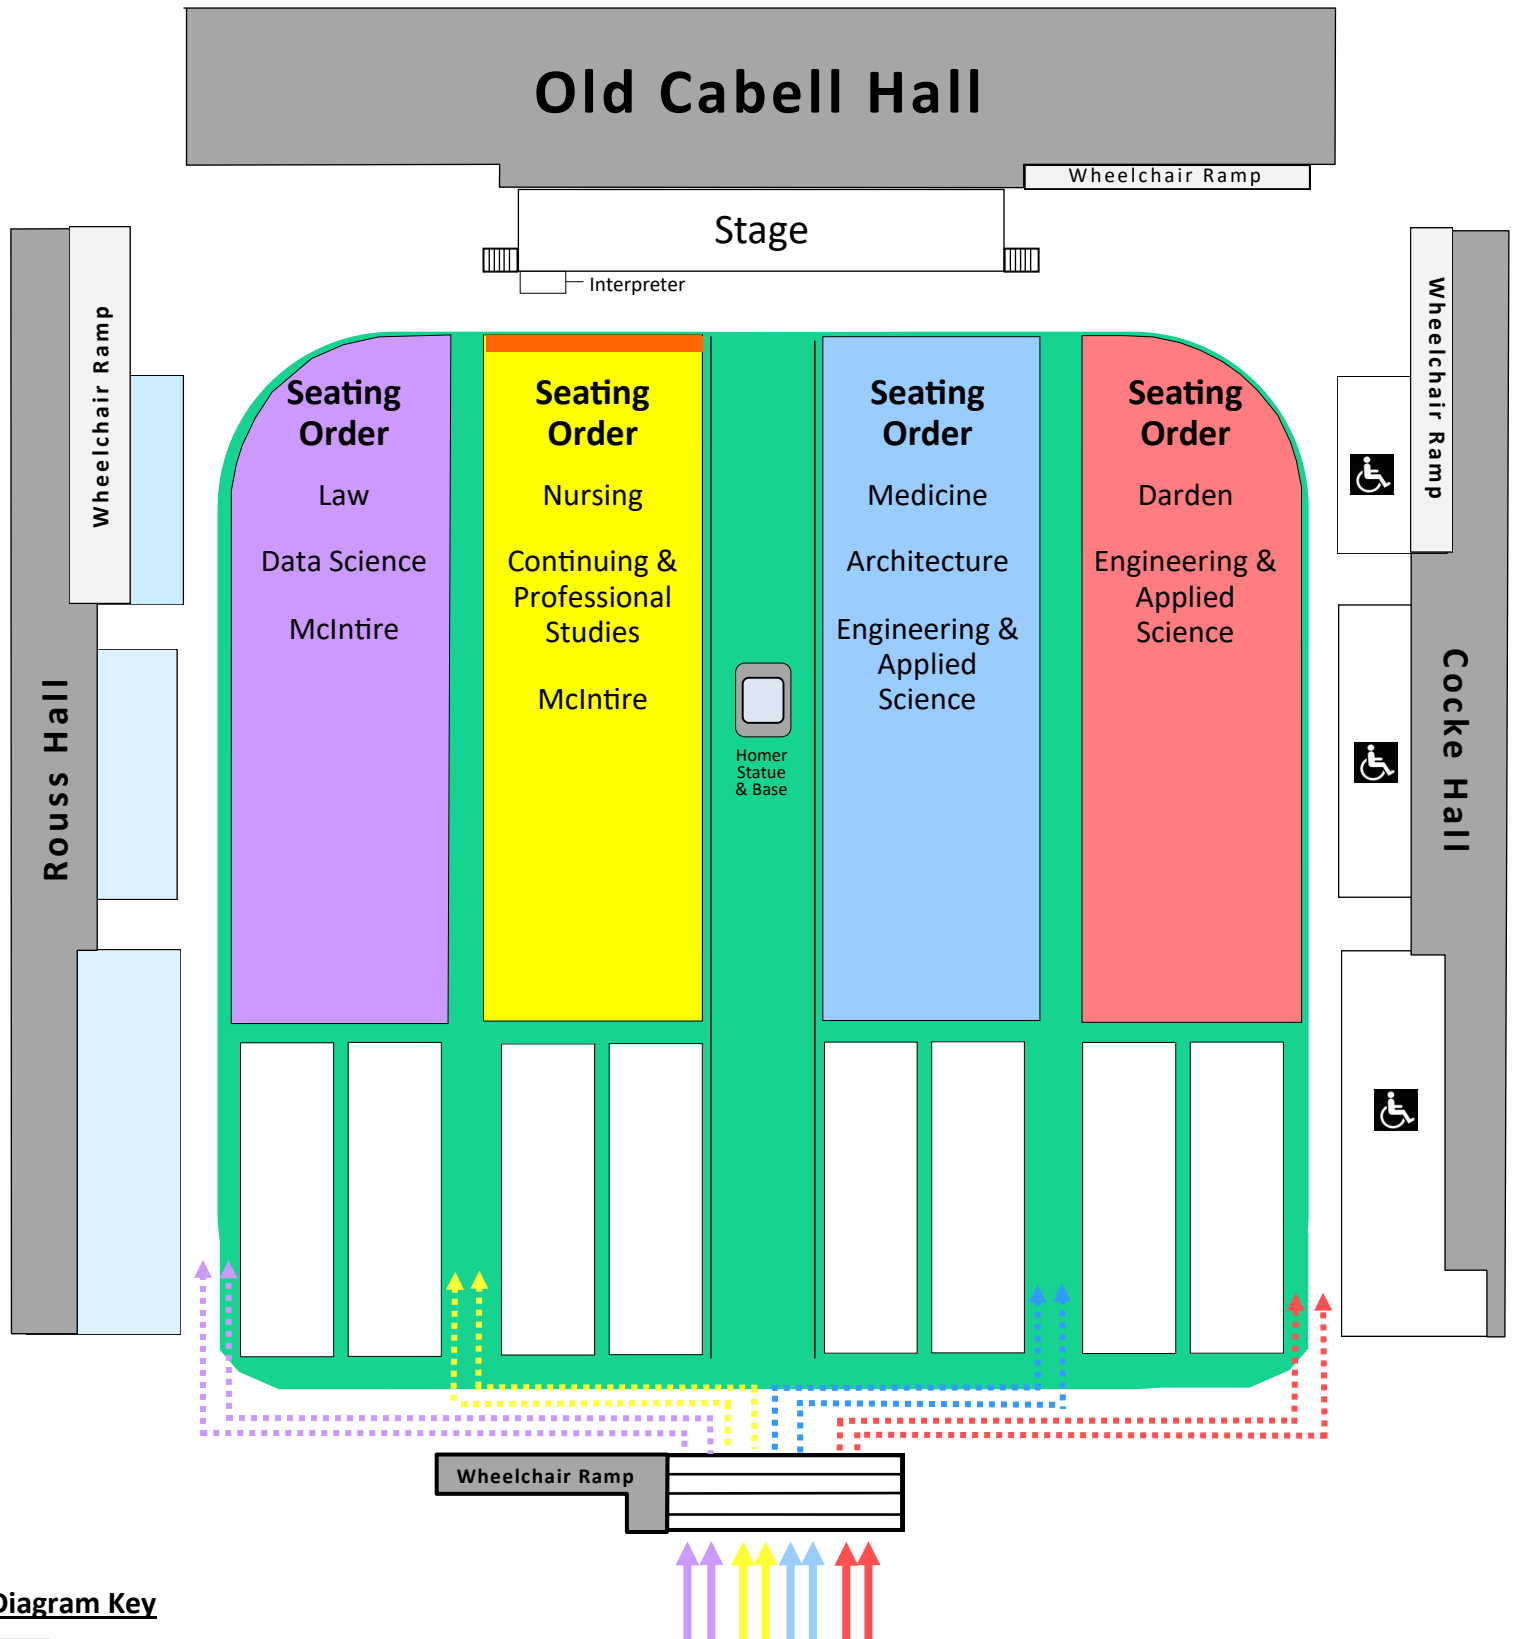 Old Cabell Hall
Wheelchair Ramp
Stage
Interpreter
Wheelchair Ramp
Rouss Hall
Seating
Order
Law
Data Science
McIntire
Seating
Order
Nursing
Continuing &
Professional
Studies
McIntire
Homer
Statue
& Base
Seating
Order
Medicine
Architecture
Engineering &
Applied
Science
Seating
Order
Darden
Engineering &
Applied
Science
Wheelchair Ramp
Cocke Hall
Wheelchair Ramp
Diagram Key